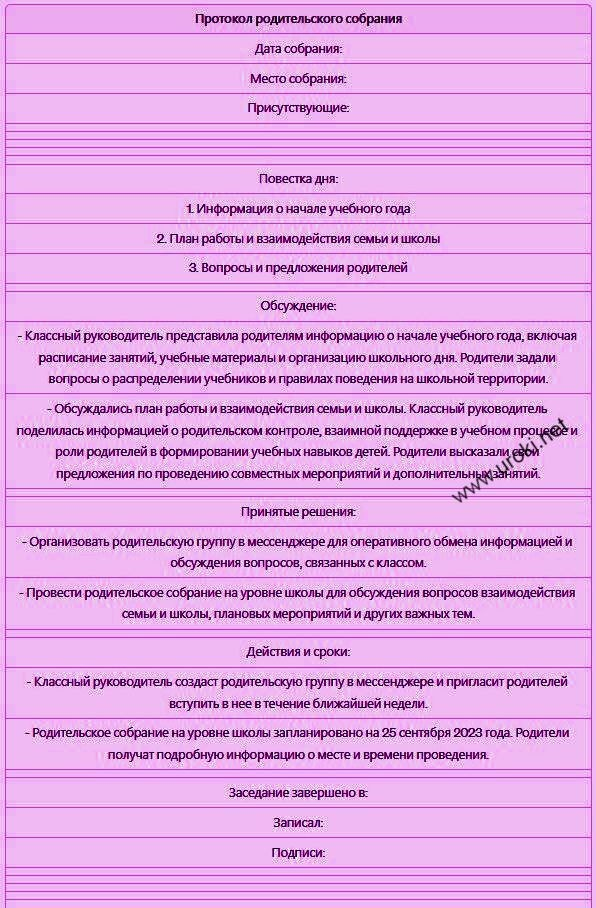 Протокол родительского собрания
Дата собрания:
Место собрания:
Присутствующие:
Повестка дня:
1. Информация о начале учебного года
2. План работы и взаимодействия семьи и школы
3. Вопросы и предложения родителей
Обсуждение:
- Классный руководитель представила родителям информацию о начале учебного года, включая
расписание занятий, учебные материалы и организацию школьного дня. Родители задали
вопросы о распределении учебников и правилах поведения на школьной территории.
- Обсуждались план работы и взаимодействия семьи и школы. Классный руководитель
поделилась информацией о родительском контроле, взаимной поддержке в учебном процессе и
роли родителей в формировании учебных навыков детей. Родители высказали свои
предложения по проведению совместных мероприятий и дополнительных занятий.
www.uroki.net
Принятые решения:
- Организовать родительскую группу в мессенджере для оперативного обмена информацией и
обсуждения вопросов, связанных с классом.
- Провести родительское собрание на уровне школы для обсуждения вопросов взаимодействия
семьи и школы, плановых мероприятий и других важных тем.
Действия и сроки:
- Классный руководитель создаст родительскую группу в мессенджере и пригласит родителей
вступить в нее в течение ближайшей недели.
- Родительское собрание на уровне школы запланировано на 25 сентября 2023 года. Родители
получат подробную информацию о месте и времени проведения.
Заседание завершено в:
Записал:
Подписи: